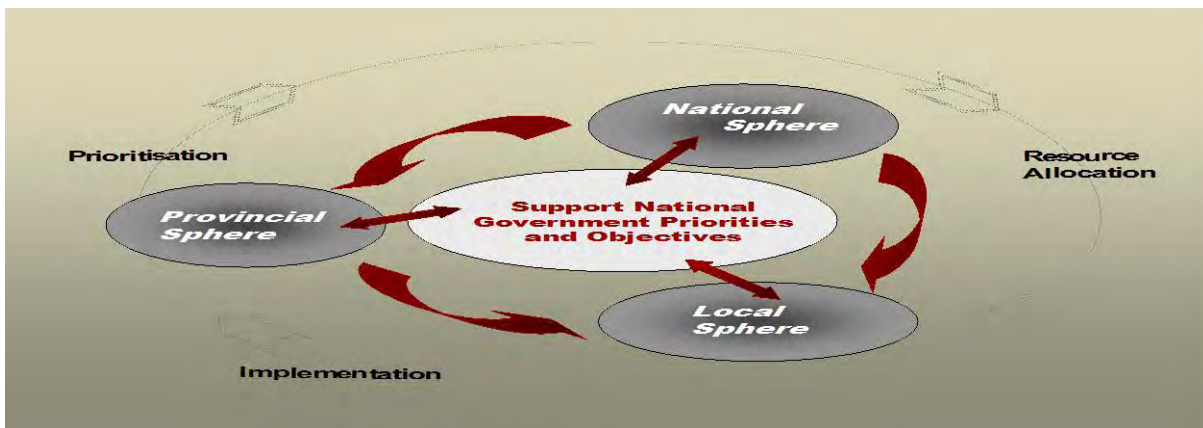 National
Sphere
Prioritisation
Resource
Allocation
Provincial
Sphere
Support National
Government Priorities
and Objectives
Local
Sphere
Implementation